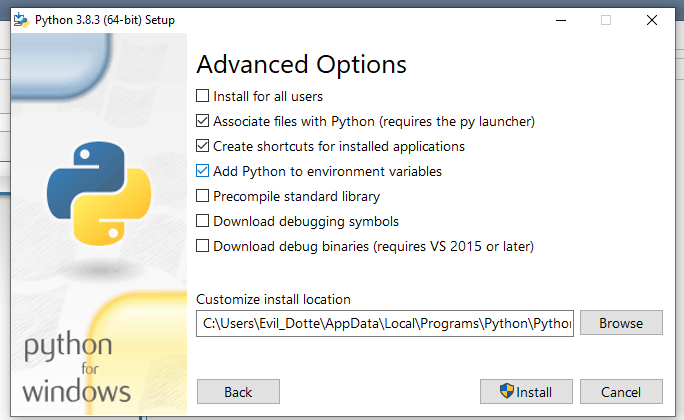 Python 3.8.3 (64-bit) Setup
Advanced Options
Install for all users
Associate files with Python (requires the py launcher)
Create shortcuts for installed applications
Add Python to environment variables
Precompile standard library
Download debugging symbols
Download debug binaries (requires VS 2015 or later)
Customize install location
C:\Users\Evil_Dotte\AppData\Local\Programs\Python\Python
Browse
python
for
windows
Back
Install
Cancel